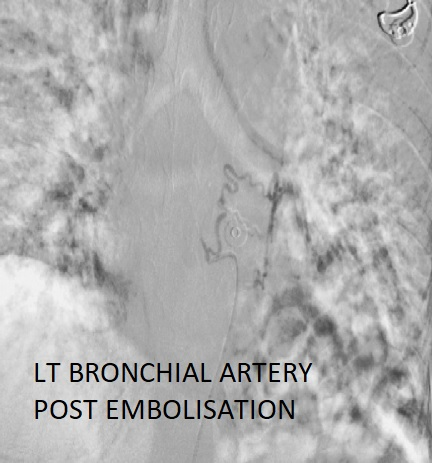 LT BRONCHIAL ARTERY
POST EMBOLISATION